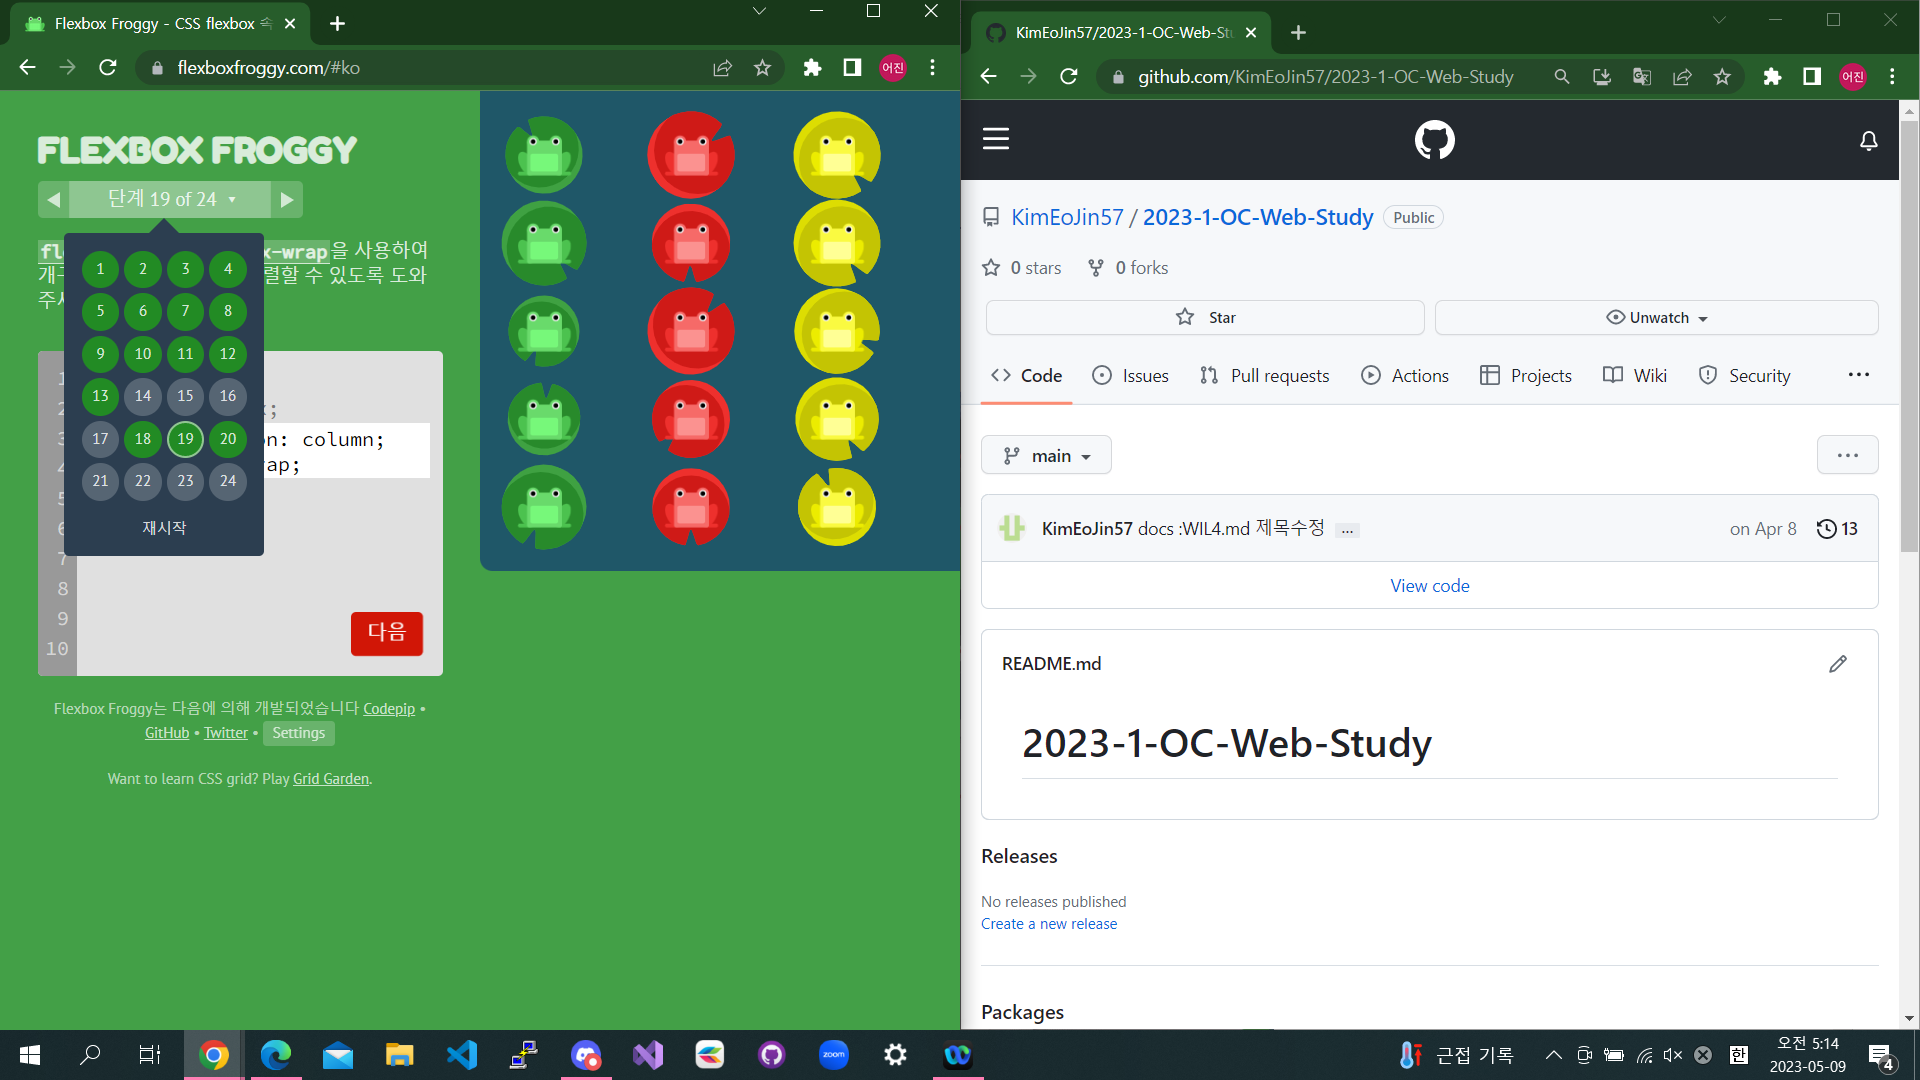 Flexbox Froggy - CSS flexbox 속
flexboxfroggy.com/#ko
어진
FLEXBOX FROGGY
단계 19 of 24
x-wrap을 사용하여
개구 렬할 수 있도록 도와
주시
1 2 3 4
5 6 7 8
9 10 11 12
13 14 15 16
17 18 19 20
21 22 23 24
재시작
n: column;
ap;
7
8
9
10
다음
Flexbox Froggy는 다음에 의해 개발되었습니다 Codepip •
GitHub • Twitter • Settings
Want to learn CSS grid? Play Grid Garden.
KimEoJin57/2023-1-OC-Web-Stu
github.com/KimEoJin57/2023-1-OC-Web-Study
어진
KimEoJin57 / 2023-1-OC-Web-Study Public
0 stars 0 forks
Star Unwatch
Code Issues Pull requests Actions Projects Wiki Security ...
main ...
KimEoJin57 docs :WIL4.md 제목수정 ... on Apr 8 13
View code
README.md
2023-1-OC-Web-Study
Releases
No releases published
Create a new release
Packages
zoom
근접 기록
한
오전 5:14
2023-05-09
4